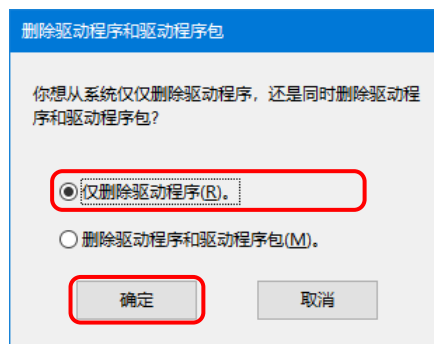 删除驱动程序和驱动程序包
你想从系统仅仅删除驱动程序，还是同时删除驱动程
序和驱动程序包?
仅删除驱动程序(R)。
删除驱动程序和驱动程序包(M)。
确定 取消